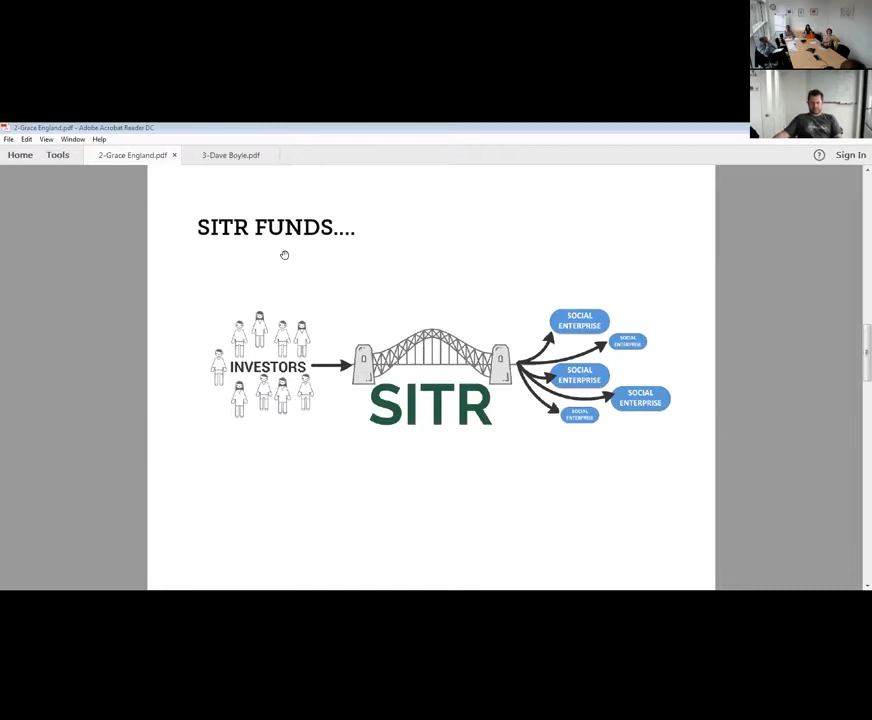 2-Grace England.pdf - Adobe Acrobat Reader DC
File Edit View Window Help
Home Tools 2-Grace England.pdf × 3-Dave Boyle.pdf ? Sign In
SITR FUNDS....
INVESTORS
SITR
SOCIAL
ENTERPRISE
SOCIAL
ENTERPRISE
SOCIAL
ENTERPRISE
SOCIAL
ENTERPRISE
SOCIAL
ENTERPRISE